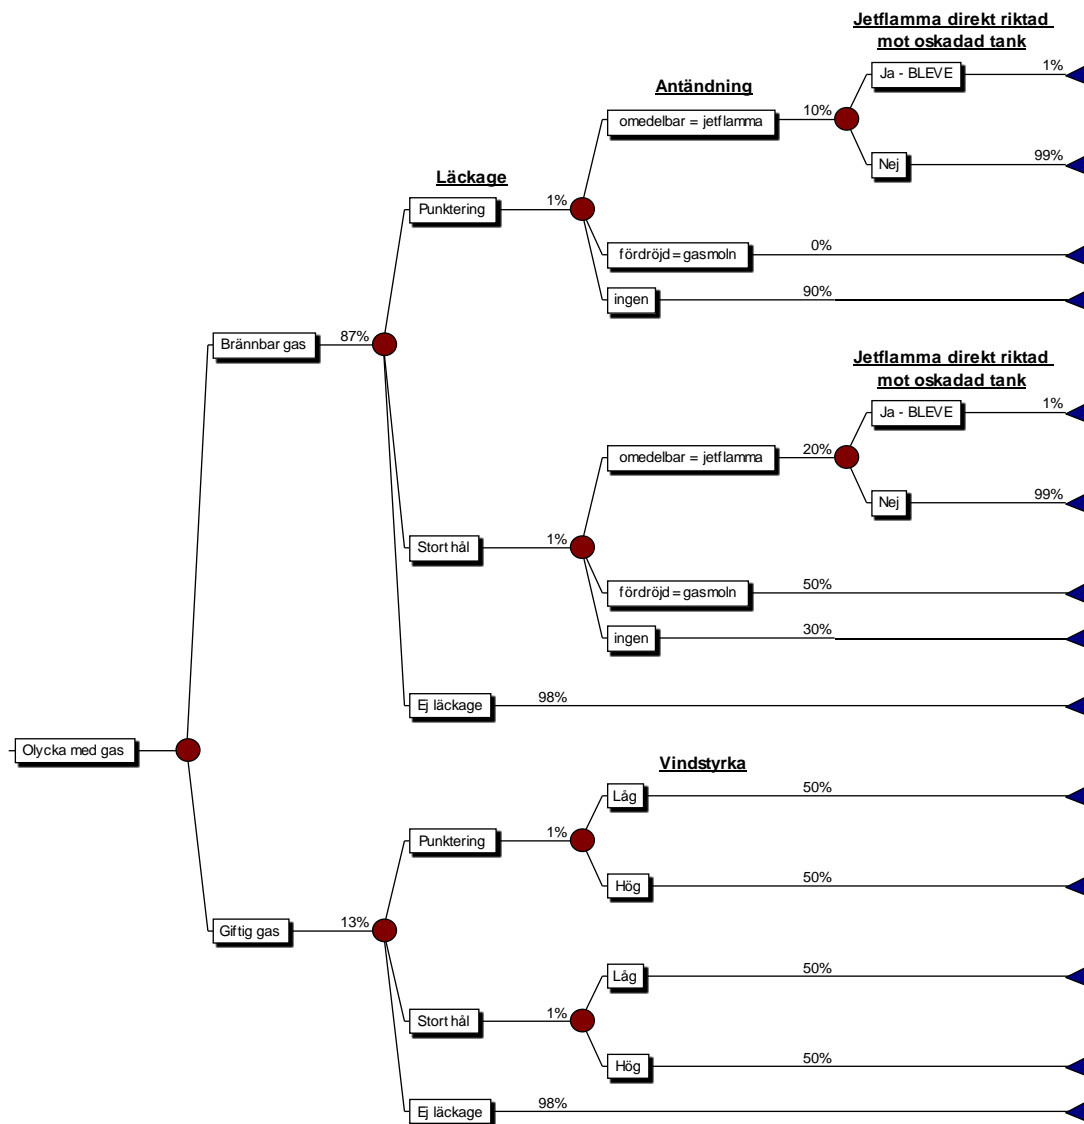 Jetflamma direkt riktad
mot oskadad tank
Ja - BLEVE 1%
Antändning
omedelbar = jetflamma 10%
Nej 99%
Läckage
Punktering 1%
fördröjd = gasmoln 0%
ingen 90%
Brännbar gas 87%
Jetflamma direkt riktad
mot oskadad tank
Ja - BLEVE 1%
omedelbar = jetflamma 20%
Nej 99%
Stort hål 1%
fördröjd = gasmoln 50%
ingen 30%
Ej läckage 98%
Olycka med gas
Vindstyrka
Låg 50%
Punktering 1%
Hög 50%
Giftig gas 13%
Låg 50%
Stort hål 1%
Hög 50%
Ej läckage 98%